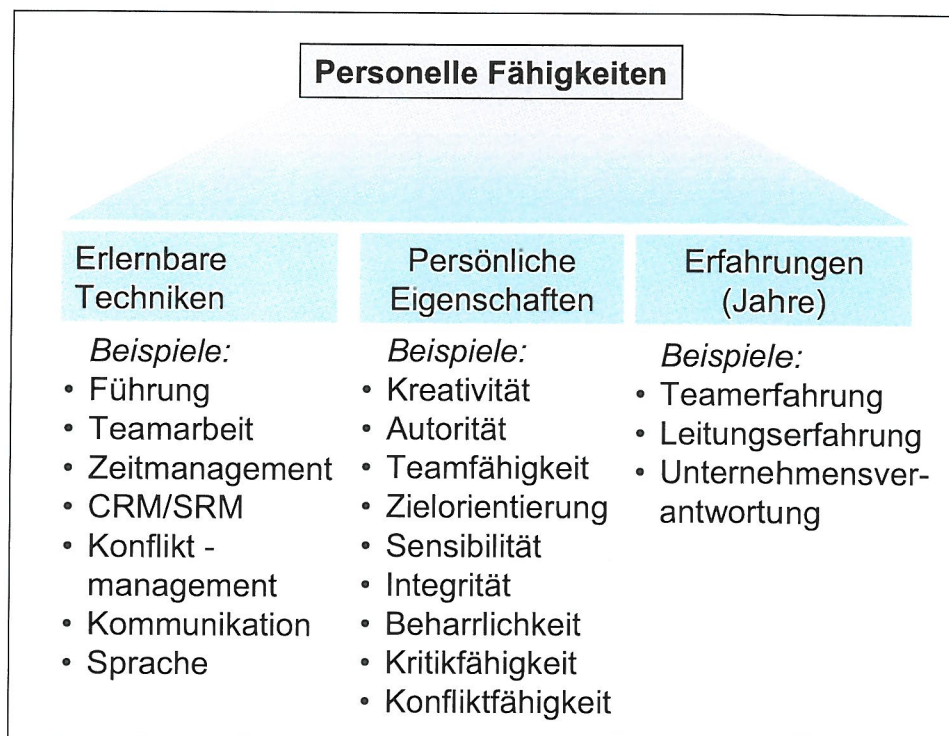 Personelle Fähigkeiten
Erlernbare
Techniken
Beispiele:
• Führung
• Teamarbeit
• Zeitmanagement
• CRM/SRM
• Konflikt -
management
• Kommunikation
• Sprache
Persönliche
Eigenschaften
Beispiele:
• Kreativität
• Autorität
• Teamfähigkeit
• Zielorientierung
• Sensibilität
• Integrität
• Beharrlichkeit
• Kritikfähigkeit
• Konfliktfähigkeit
Erfahrungen
(Jahre)
Beispiele:
• Teamerfahrung
• Leitungserfahrung
• Unternehmensver-
antwortung